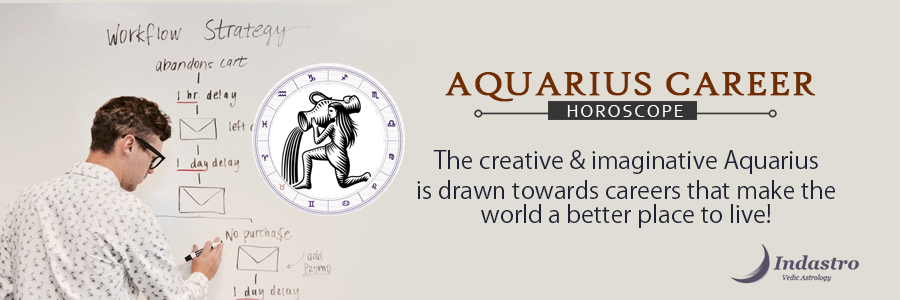 Workflow Strategy
abandons cart
1 hr. delay
left c
1 day delay
No purchase
add
promo
1 day delay
AQUARIUS CAREER
HOROSCOPE
The creative & imaginative Aquarius
is drawn towards careers that make the
world a better place to live!
Indastro
Vedic Astrology